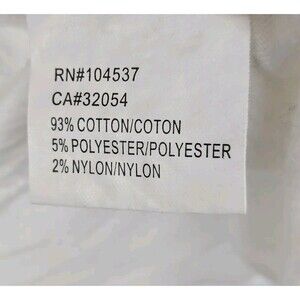 RN#104537
CA#32054
93% COTTON/COTON
5% POLYESTER/POLYESTER
2% NYLON/NYLON